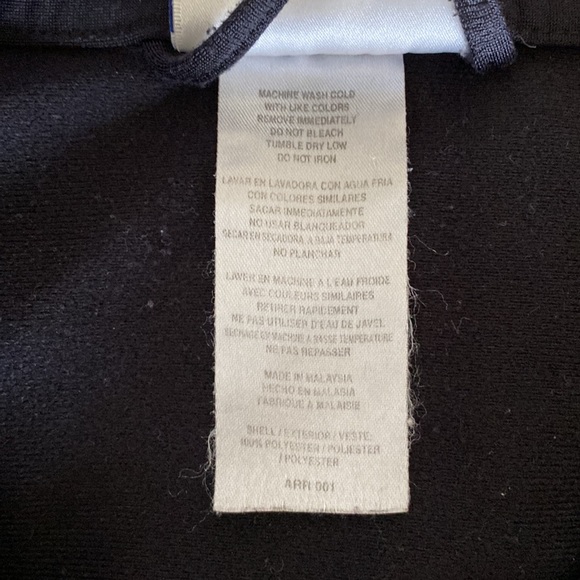 MACHINE WASH COLD
WITH LIKE COLORS
REMOVE IMMEDIATELY
DO NOT BLEACH
TUMBLE DRY LOW
DO NOT IRON
LAVAR EN LAVADORA CON AGUA FRIA
CON COLORES SIMILARES
SACAR INMEDIATAMENTE
NO USAR BLANQUEADOR
SECAR EN SECADORA A BAJA TEMPERATURA
NO PLANCHAR
LAVER EN MACHINE A L'EAU FROIDE
AVEC COULEURS SIMILAIRES
RETIRER RAPIDEMENT
NE PAS UTILISER D'EAU DE JAVEL
SECHAGE EN MACHINE A BASSE TEMPERATURE
NE PAS REPASSER
MADE IN MALAYSIA
HECHO EN MALASIA
FABRIQUE A MALAISIE
SHELL / EXTERIOR / VESTE:
100% POLYESTER / POLIESTER
/ POLYESTER
ARR 001